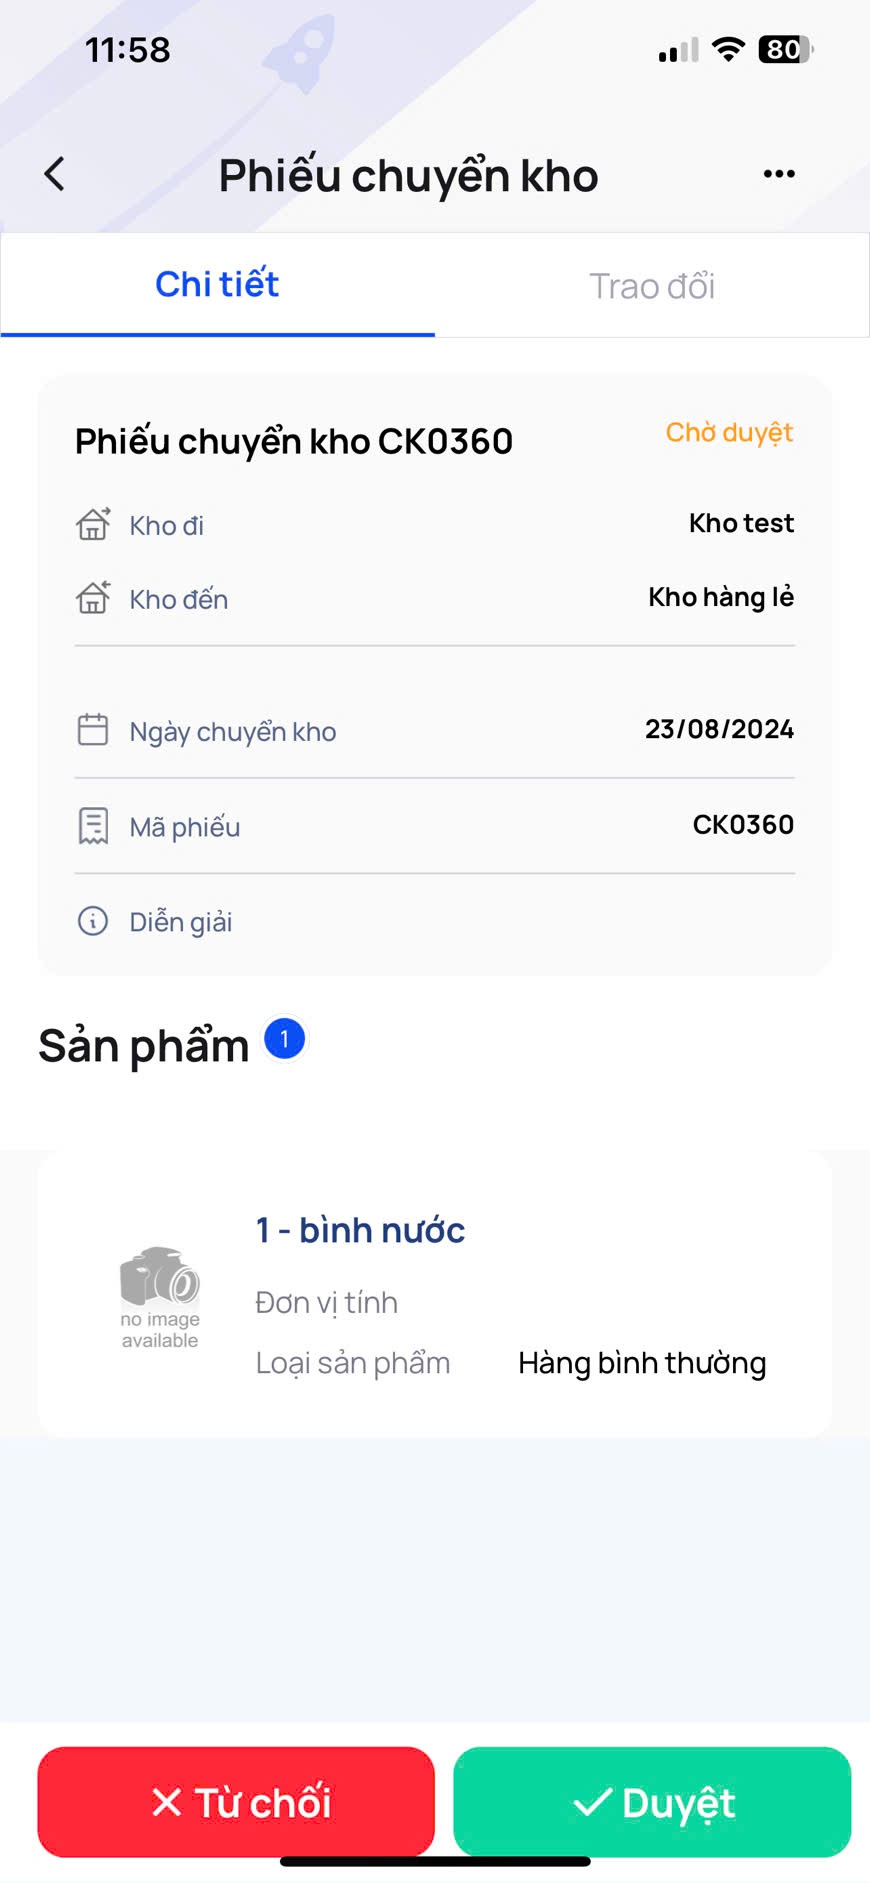 11:58
80
Phiếu chuyển kho
Chi tiết
Trao đổi
Phiếu chuyển kho CK0360
Chờ duyệt
Kho đi
Kho test
Kho đến
Kho hàng lẻ
Ngày chuyển kho
23/08/2024
Mã phiếu
CK0360
Diễn giải
Sản phẩm 1
1 - bình nước
no image
available
Đơn vị tính
Loại sản phẩm
Hàng bình thường
Từ chối
Duyệt